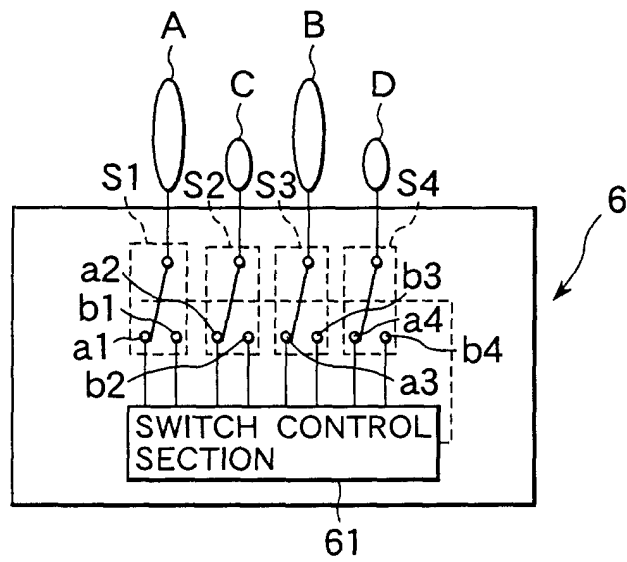 A B
C D
S1 S2 S3 S4
6
a2 b3
b1 a4
a1 b4
b2 a3
SWITCH CONTROL
SECTION
61